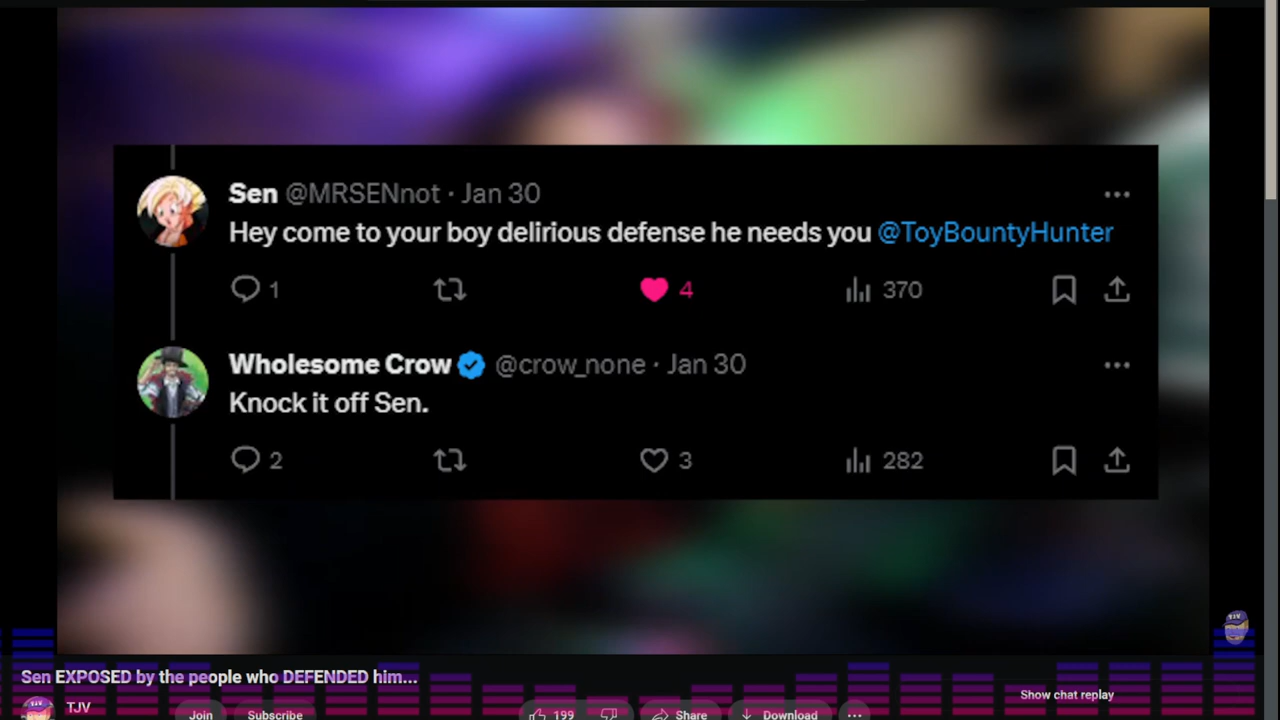 Sen @MRSENnot · Jan 30
Hey come to your boy delirious defense he needs you @ToyBountyHunter
1 4 370
Wholesome Crow @crow_none · Jan 30
Knock it off Sen.
2 3 282
TJV
Sen EXPOSED by the people who DEFENDED him...
Show chat replay
TJV
TJV
Join Subscribe 199 Share Download